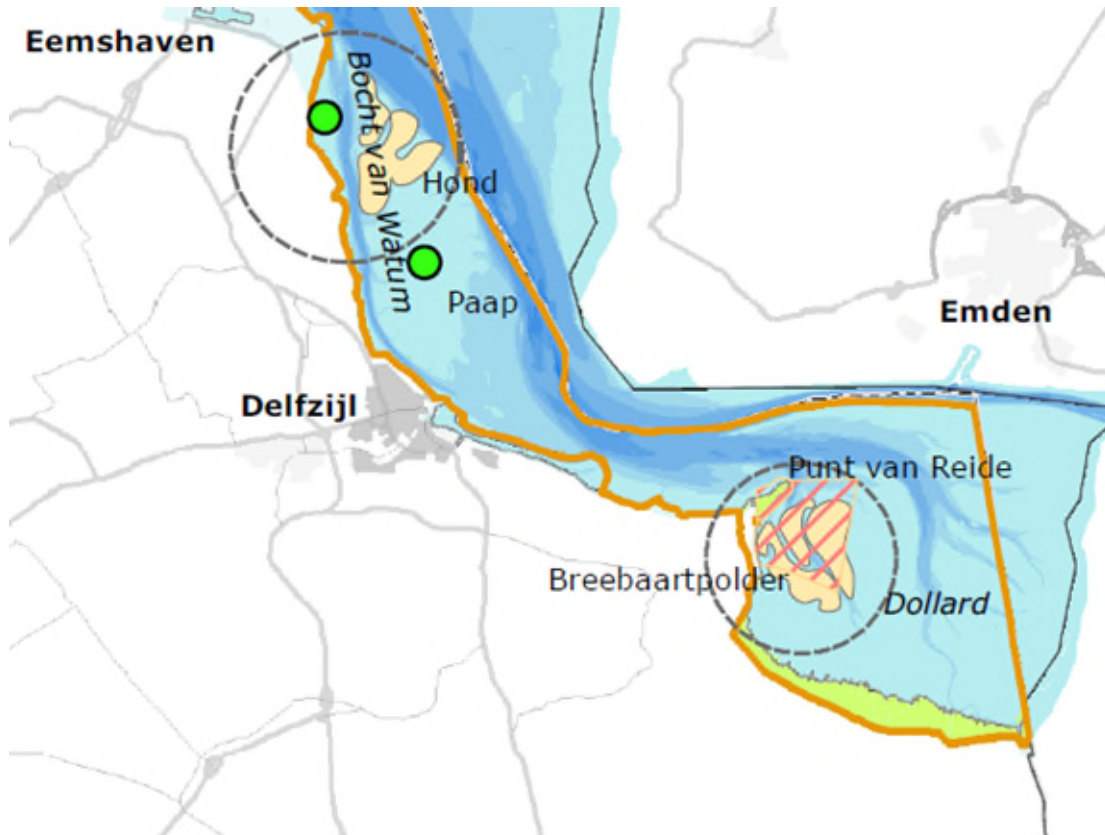 Eemshaven
Bocht van Watum
Hond
Paap
Emden
Delfzijl
Punt van Reide
Breebaartpolder
Dollard